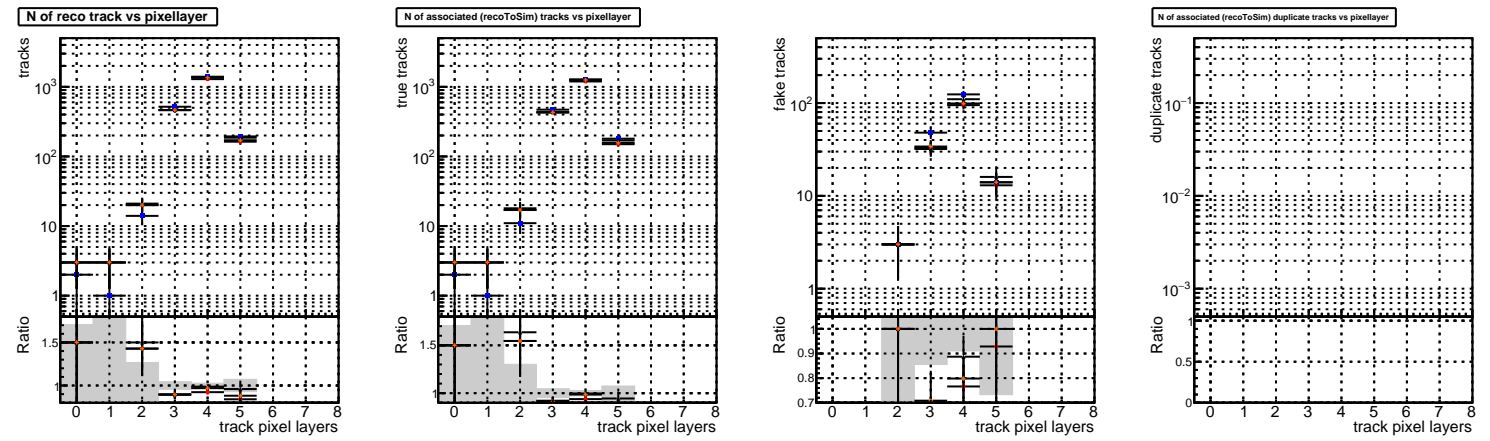 N of reco track vs pixellayer
tracks
10³
10²
10
1
Ratio
1.5
1
0 1 2 3 4 5 6 7 8
track pixel layers
N of associated (recoToSim) tracks vs pixellayer
true tracks
10³
10²
10
1
Ratio
1.5
1
0 1 2 3 4 5 6 7 8
track pixel layers
fake tracks
10²
10
1
Ratio
1
0.9
0.8
0.7
0 1 2 3 4 5 6 7 8
track pixel layers
N of associated (recoToSim) duplicate tracks vs pixellayer
duplicate tracks
10⁻¹
10⁻²
10⁻³
Ratio
1
0.5
0
0 1 2 3 4 5 6 7 8
track pixel layers